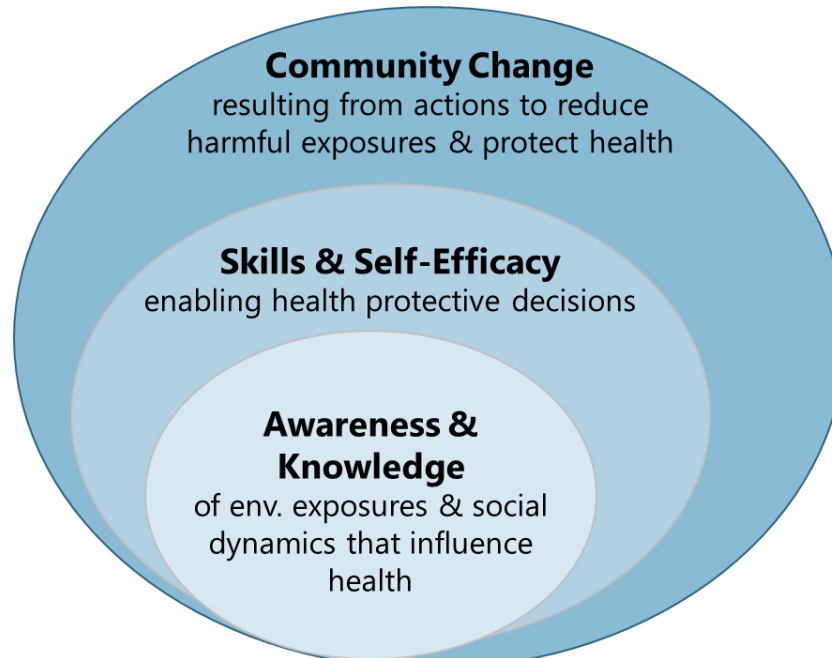 Community Change
resulting from actions to reduce
harmful exposures & protect health
Skills & Self-Efficacy
enabling health protective decisions
Awareness &
Knowledge
of env. exposures & social
dynamics that influence
health